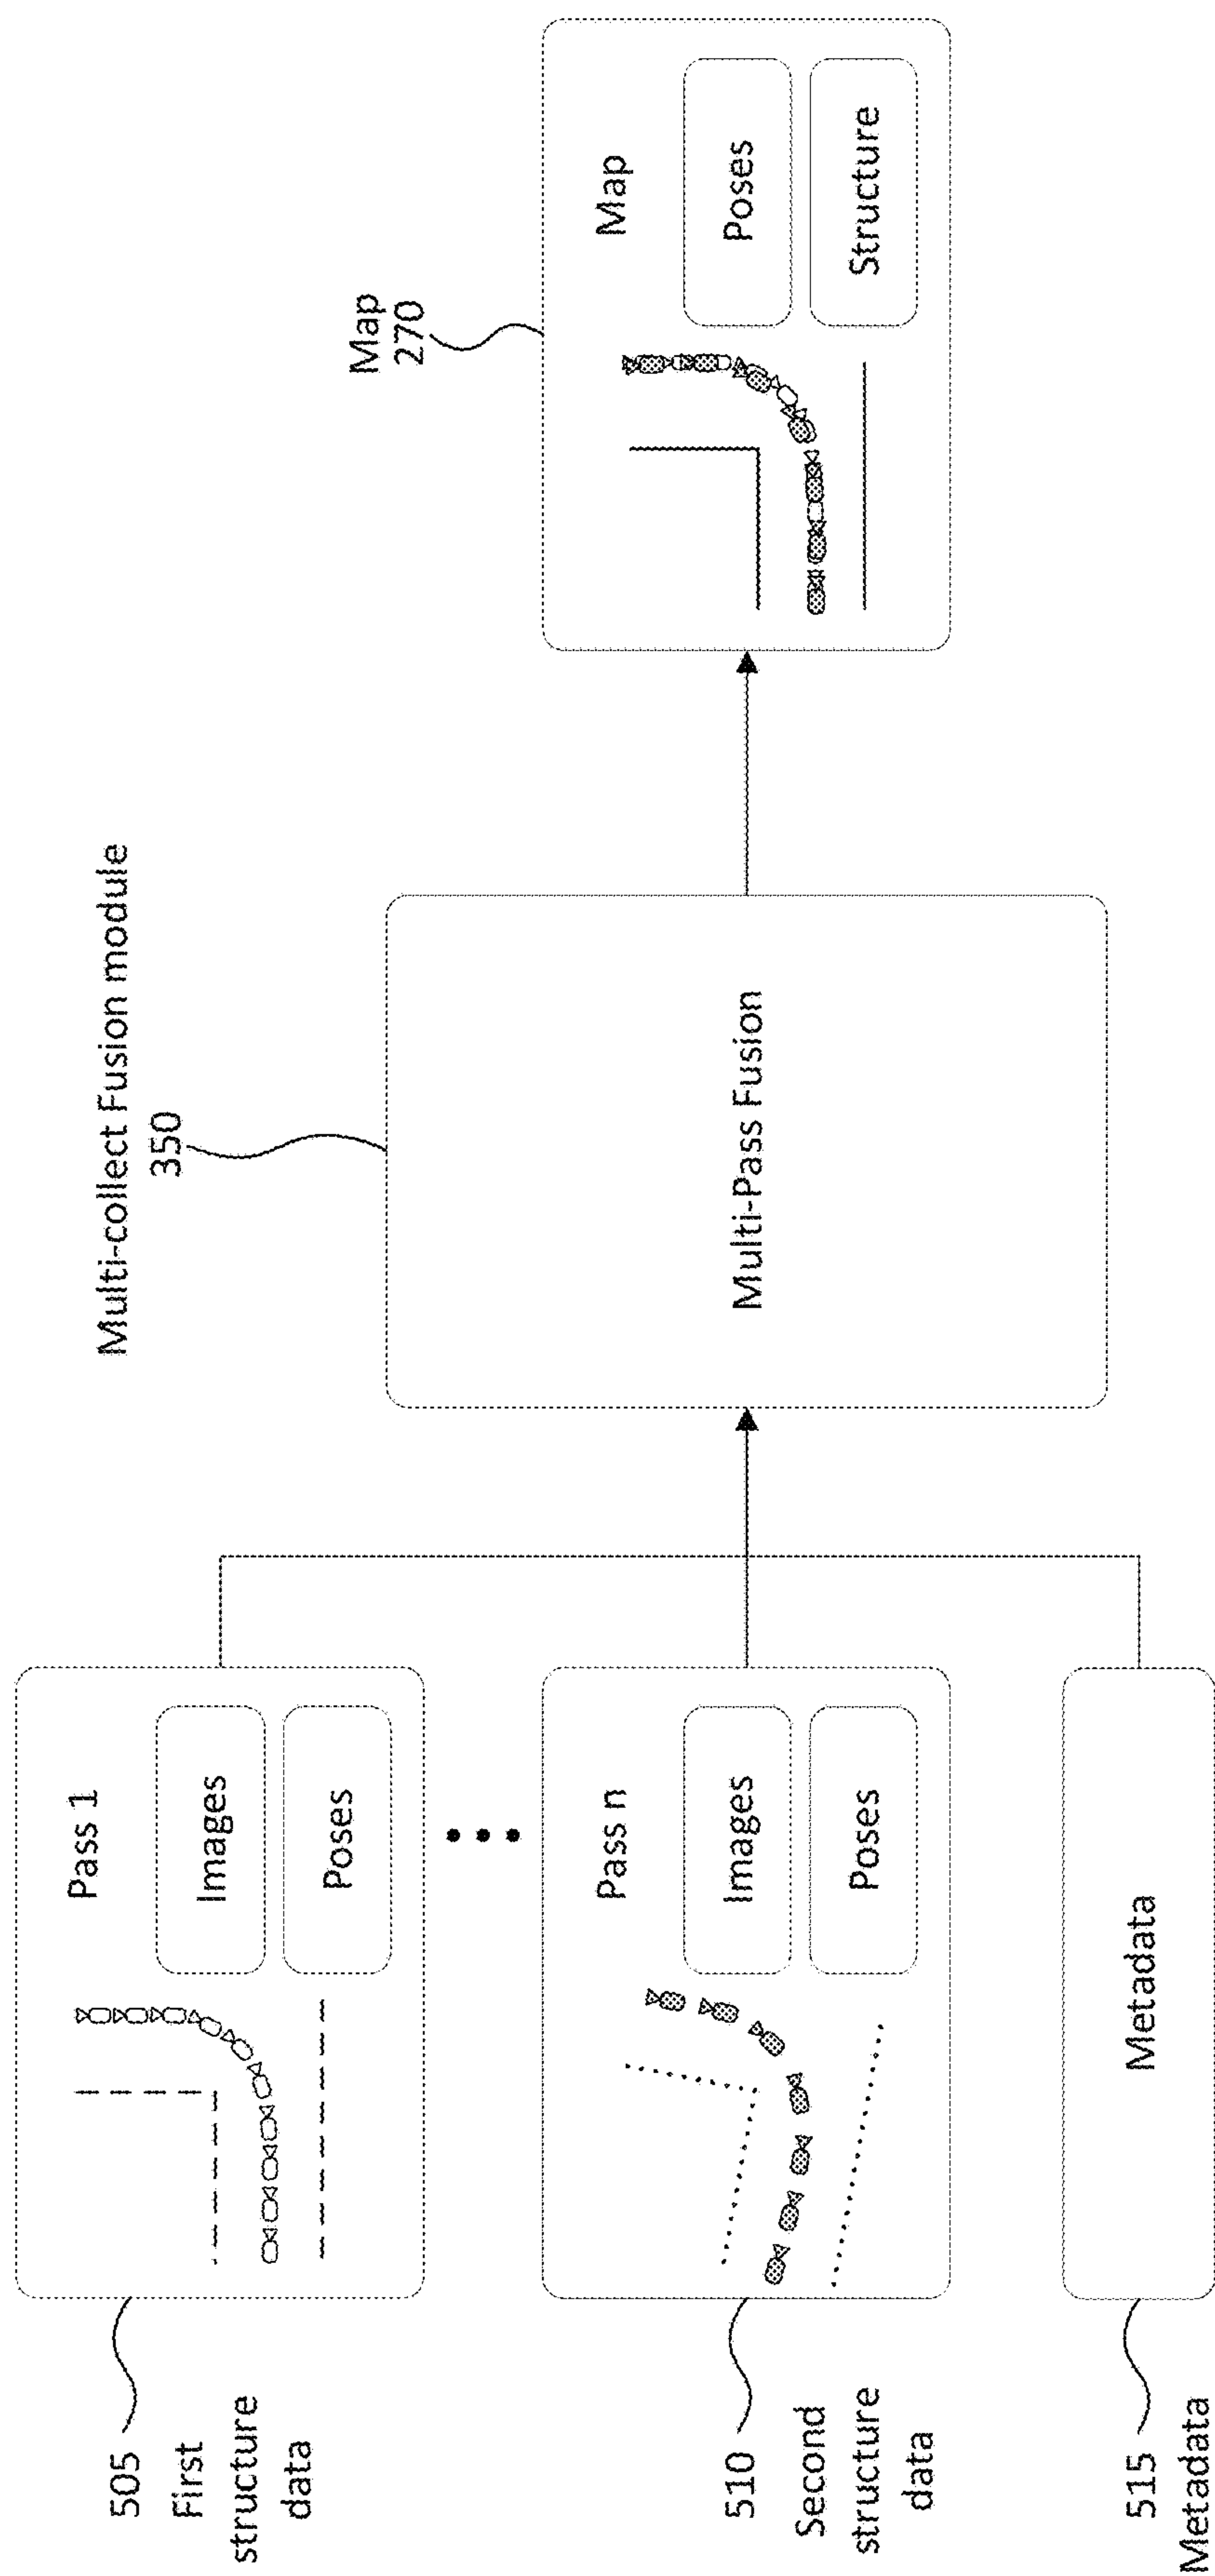 505
First
structure
data
Pass 1
Images
Poses
510
Second
structure
data
Pass n
Images
Poses
515
Metadata
Metadata
Multi-collect Fusion module
350
Multi-Pass Fusion
Map
270
Map
Poses
Structure